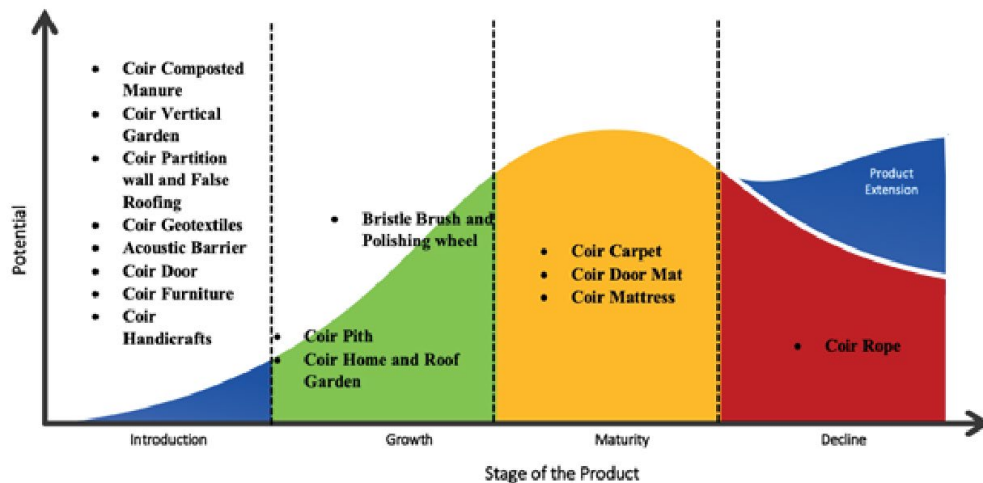 Potential
• Coir Composted
Manure
• Coir Vertical
Garden
• Coir Partition
wall and False
Roofing
• Coir Geotextiles
• Acoustic Barrier
• Coir Door
• Coir Furniture
• Coir
Handicrafts
• Bristle Brush and
Polishing wheel
• Coir Pith
• Coir Home and Roof
Garden
• Coir Carpet
• Coir Door Mat
• Coir Mattress
Product
Extension
• Coir Rope
Introduction
Growth
Maturity
Decline
Stage of the Product